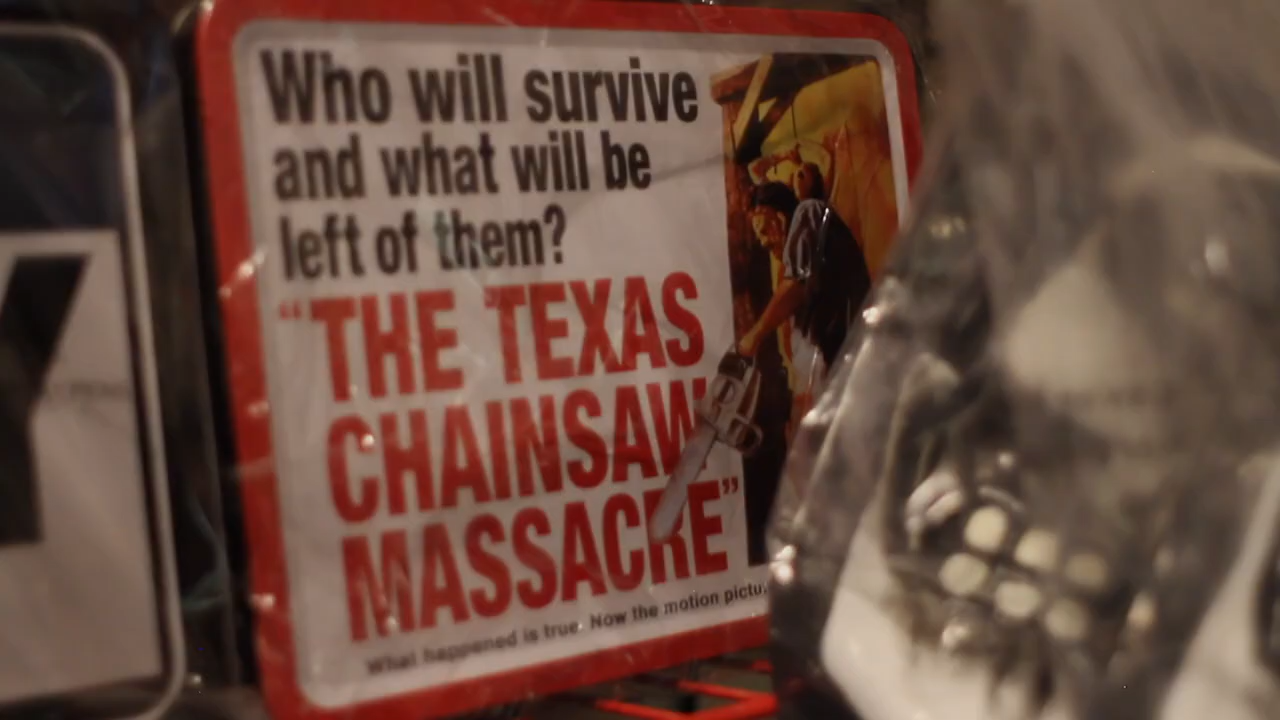 Who will survive
and what will be
left of them?
“THE TEXAS
CHAINSAW
MASSACRE”
What happened is true. Now the motion pictu
Y